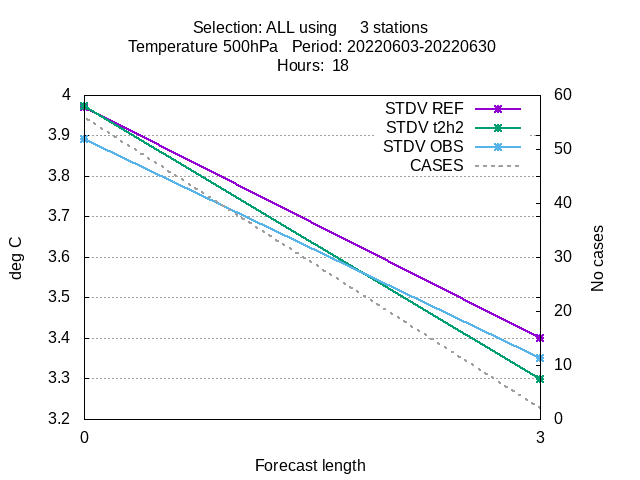 Selection: ALL using     3 stations
Temperature 500hPa   Period: 20220603-20220630
Hours:  18
4
3.9
3.8
3.7
3.6
3.5
3.4
3.3
3.2
deg C
STDV REF
STDV t2h2
STDV OBS
CASES
60
50
40
30
20
10
0
No cases
0
3
Forecast length